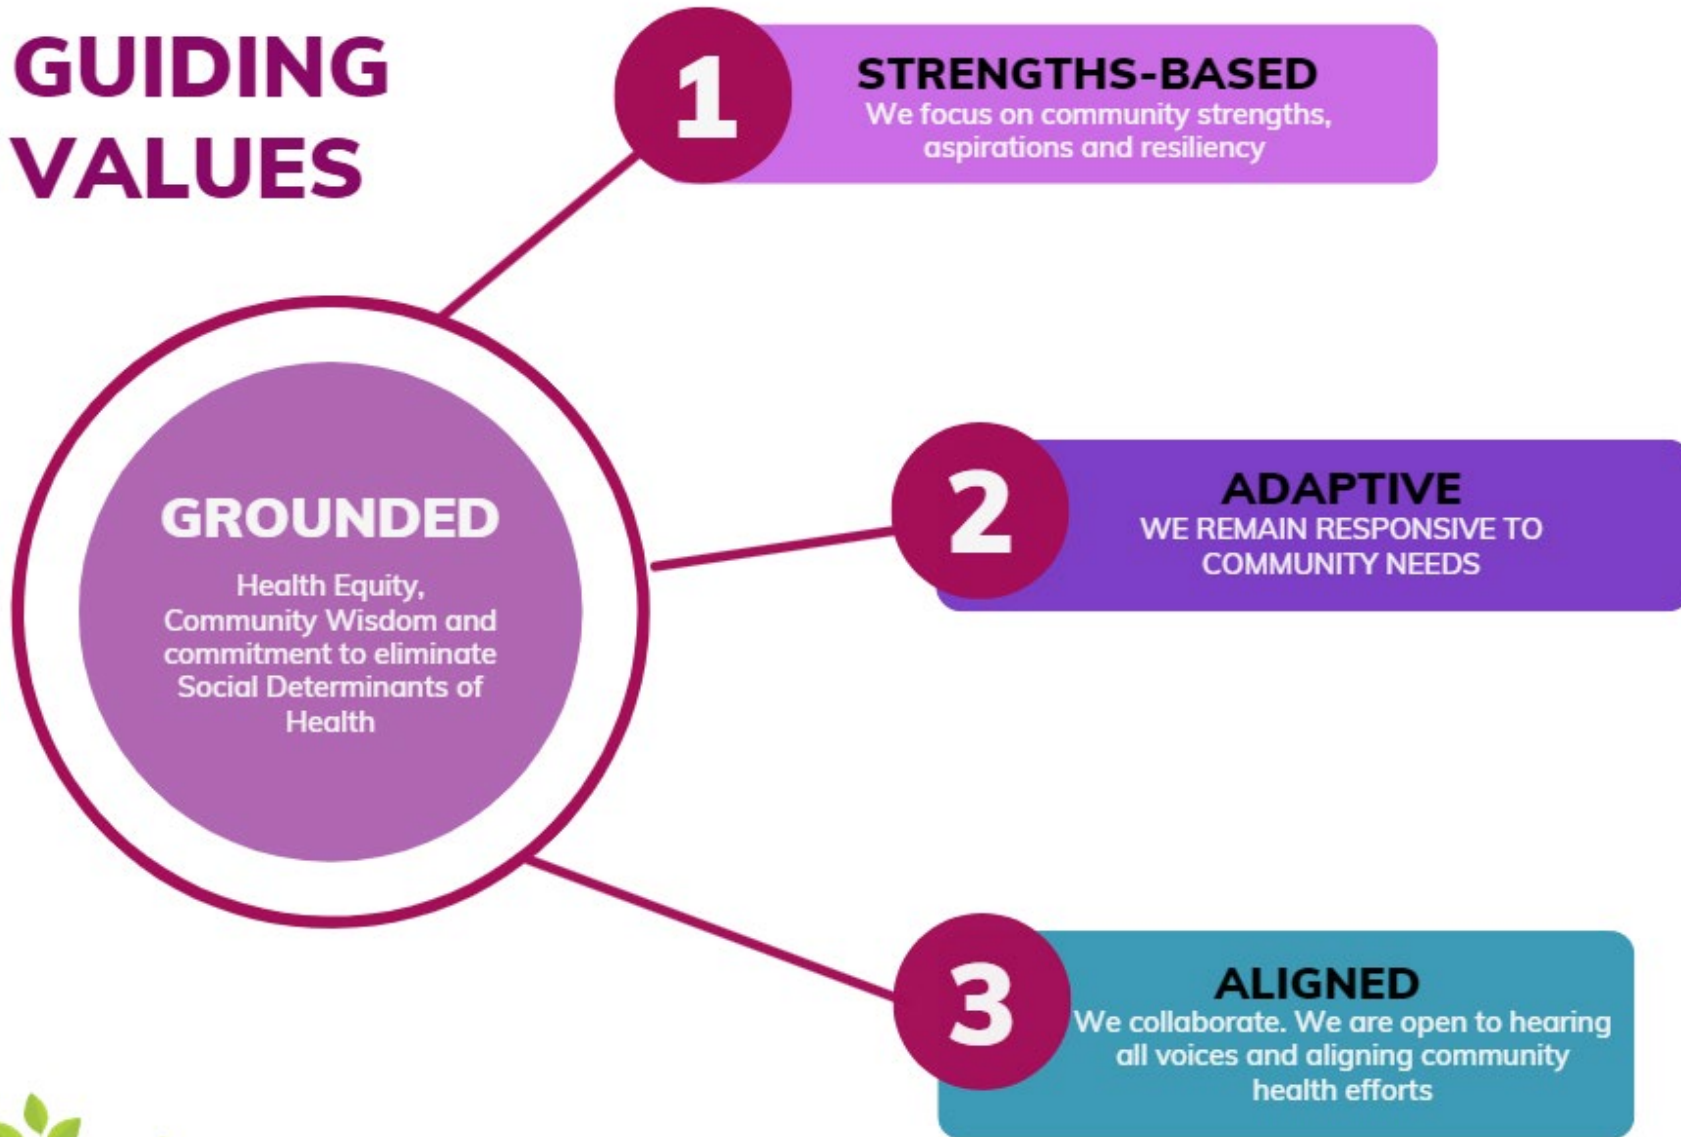 GUIDING
VALUES
1
STRENGTHS-BASED
We focus on community strengths,
aspirations and resiliency
GROUNDED
Health Equity,
Community Wisdom and
commitment to eliminate
Social Determinants of
Health
2
ADAPTIVE
WE REMAIN RESPONSIVE TO
COMMUNITY NEEDS
3
ALIGNED
We collaborate. We are open to hearing
all voices and aligning community
health efforts